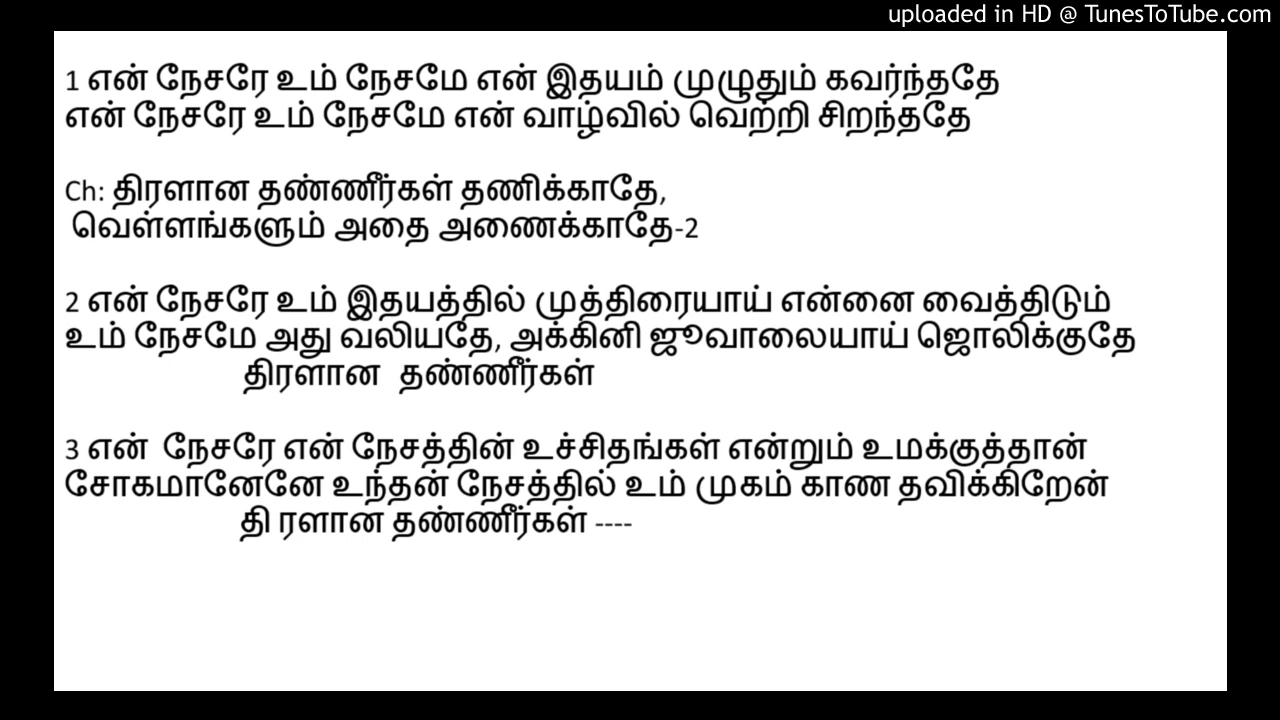 uploaded in HD @ TunesToTube.com
1 என் நேசரே உம் நேசமே என் இதயம் முழுதும் கவர்ந்ததே
என் நேசரே உம் நேசமே என் வாழ்வில் வெற்றி சிறந்ததே
Ch: திரளான தண்ணீர்கள் தணிக்காதே,
வெள்ளங்களும் அதை அணைக்காதே-2
2 என் நேசரே உம் இதயத்தில் முத்திரையாய் என்னை வைத்திடும்
உம் நேசமே அது வலியதே, அக்கினி ஜூவாலையாய் ஜொலிக்குதே
திரளான தண்ணீர்கள்
3 என் நேசரே என் நேசத்தின் உச்சிதங்கள் என்றும் உமக்குத்தான்
சோகமானேனே உந்தன் நேசத்தில் உம் முகம் காண தவிக்கிறேன்
தி ரளான தண்ணீர்கள் ----